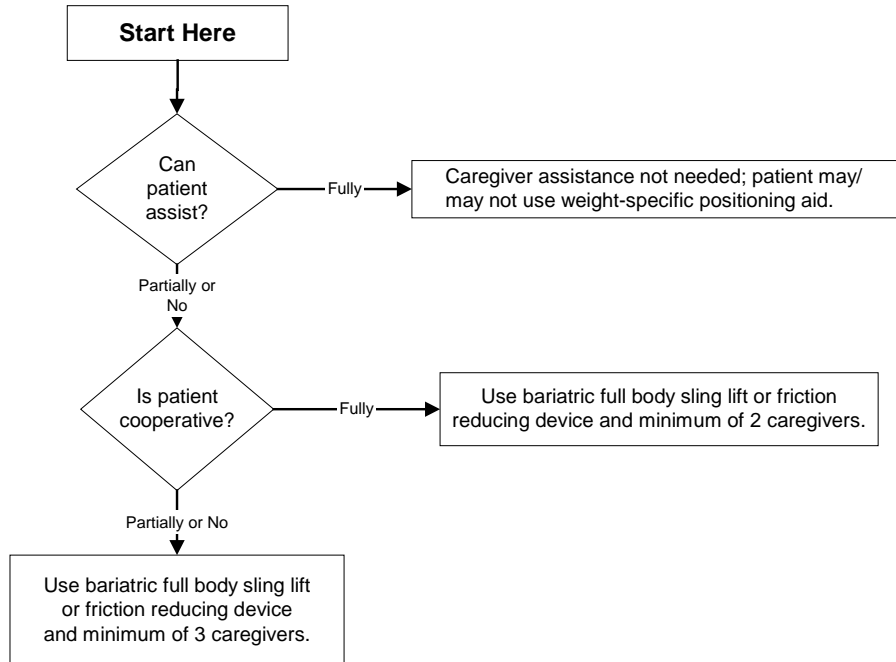 Start Here
Can
patient
assist?
Fully
Caregiver assistance not needed; patient may/
may not use weight-specific positioning aid.
Partially or
No
Is patient
cooperative?
Fully
Use bariatric full body sling lift or friction
reducing device and minimum of 2 caregivers.
Partially or No
Use bariatric full body sling lift
or friction reducing device
and minimum of 3 caregivers.